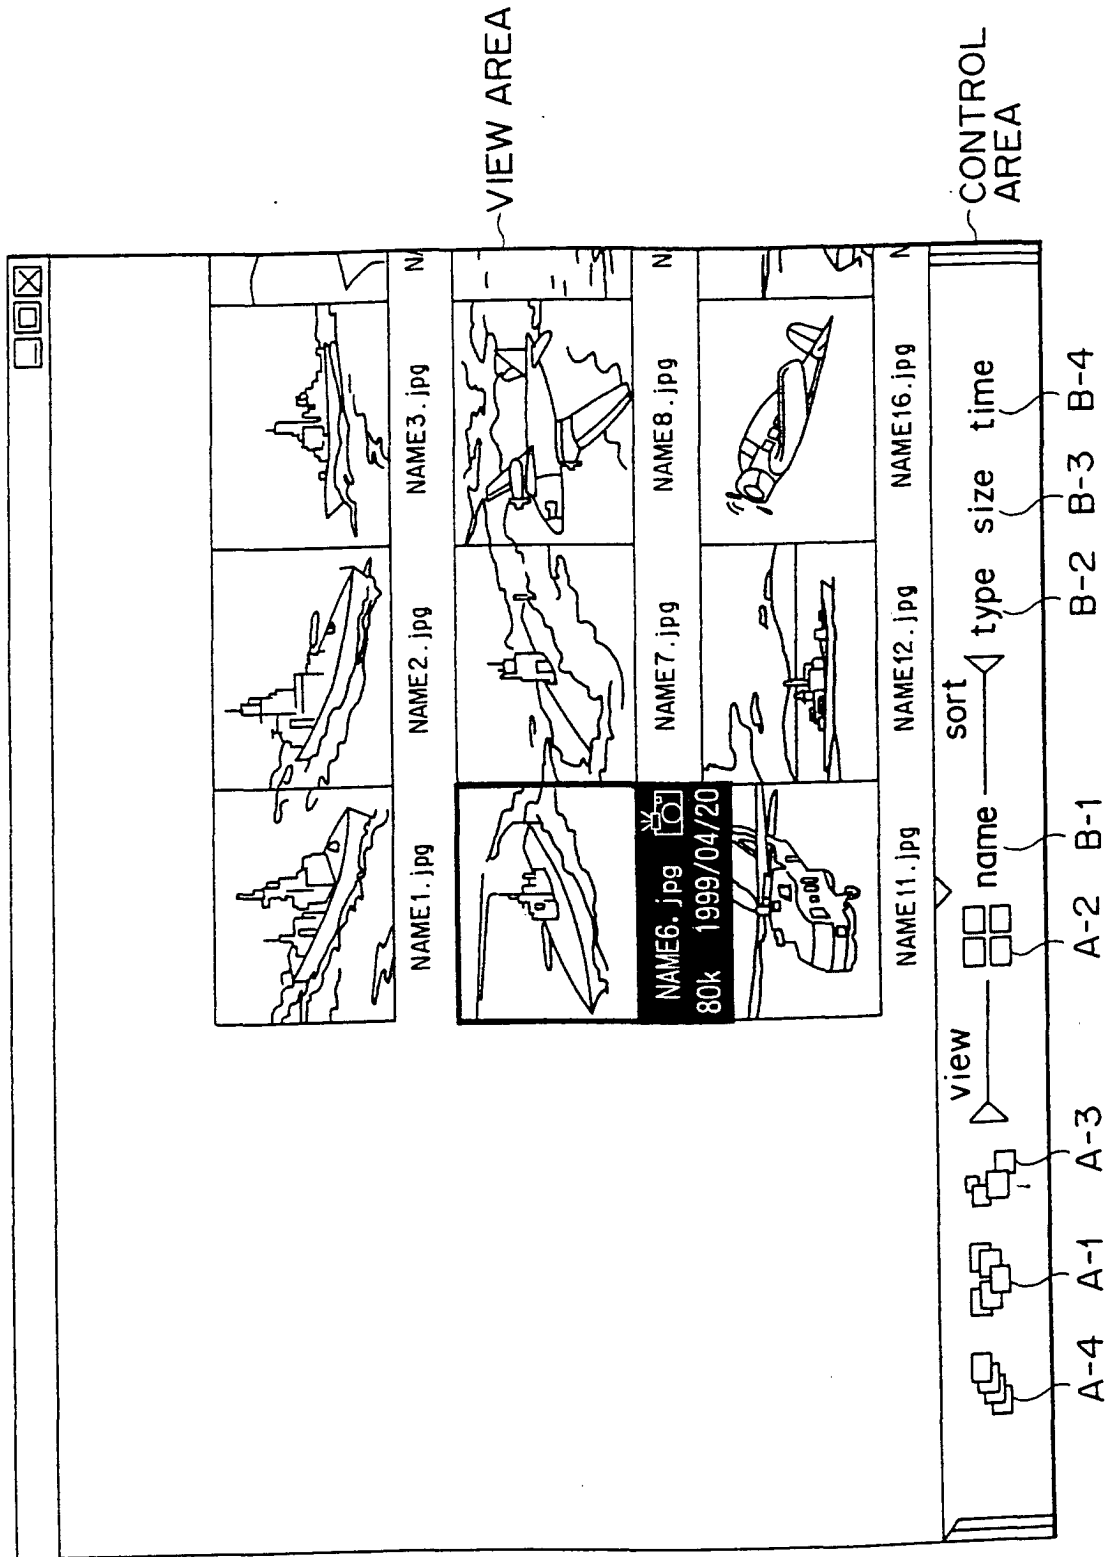 VIEW AREA
NAME1.jpg
NAME2.jpg
NAME3.jpg
NAME6.jpg
80k 1999/04/20
NAME7.jpg
NAME8.jpg
NAME11.jpg
NAME12.jpg
NAME16.jpg
view
sort
name
type
size
time
CONTROL
AREA
A-4
A-1
A-3
A-2
B-1
B-2
B-3
B-4